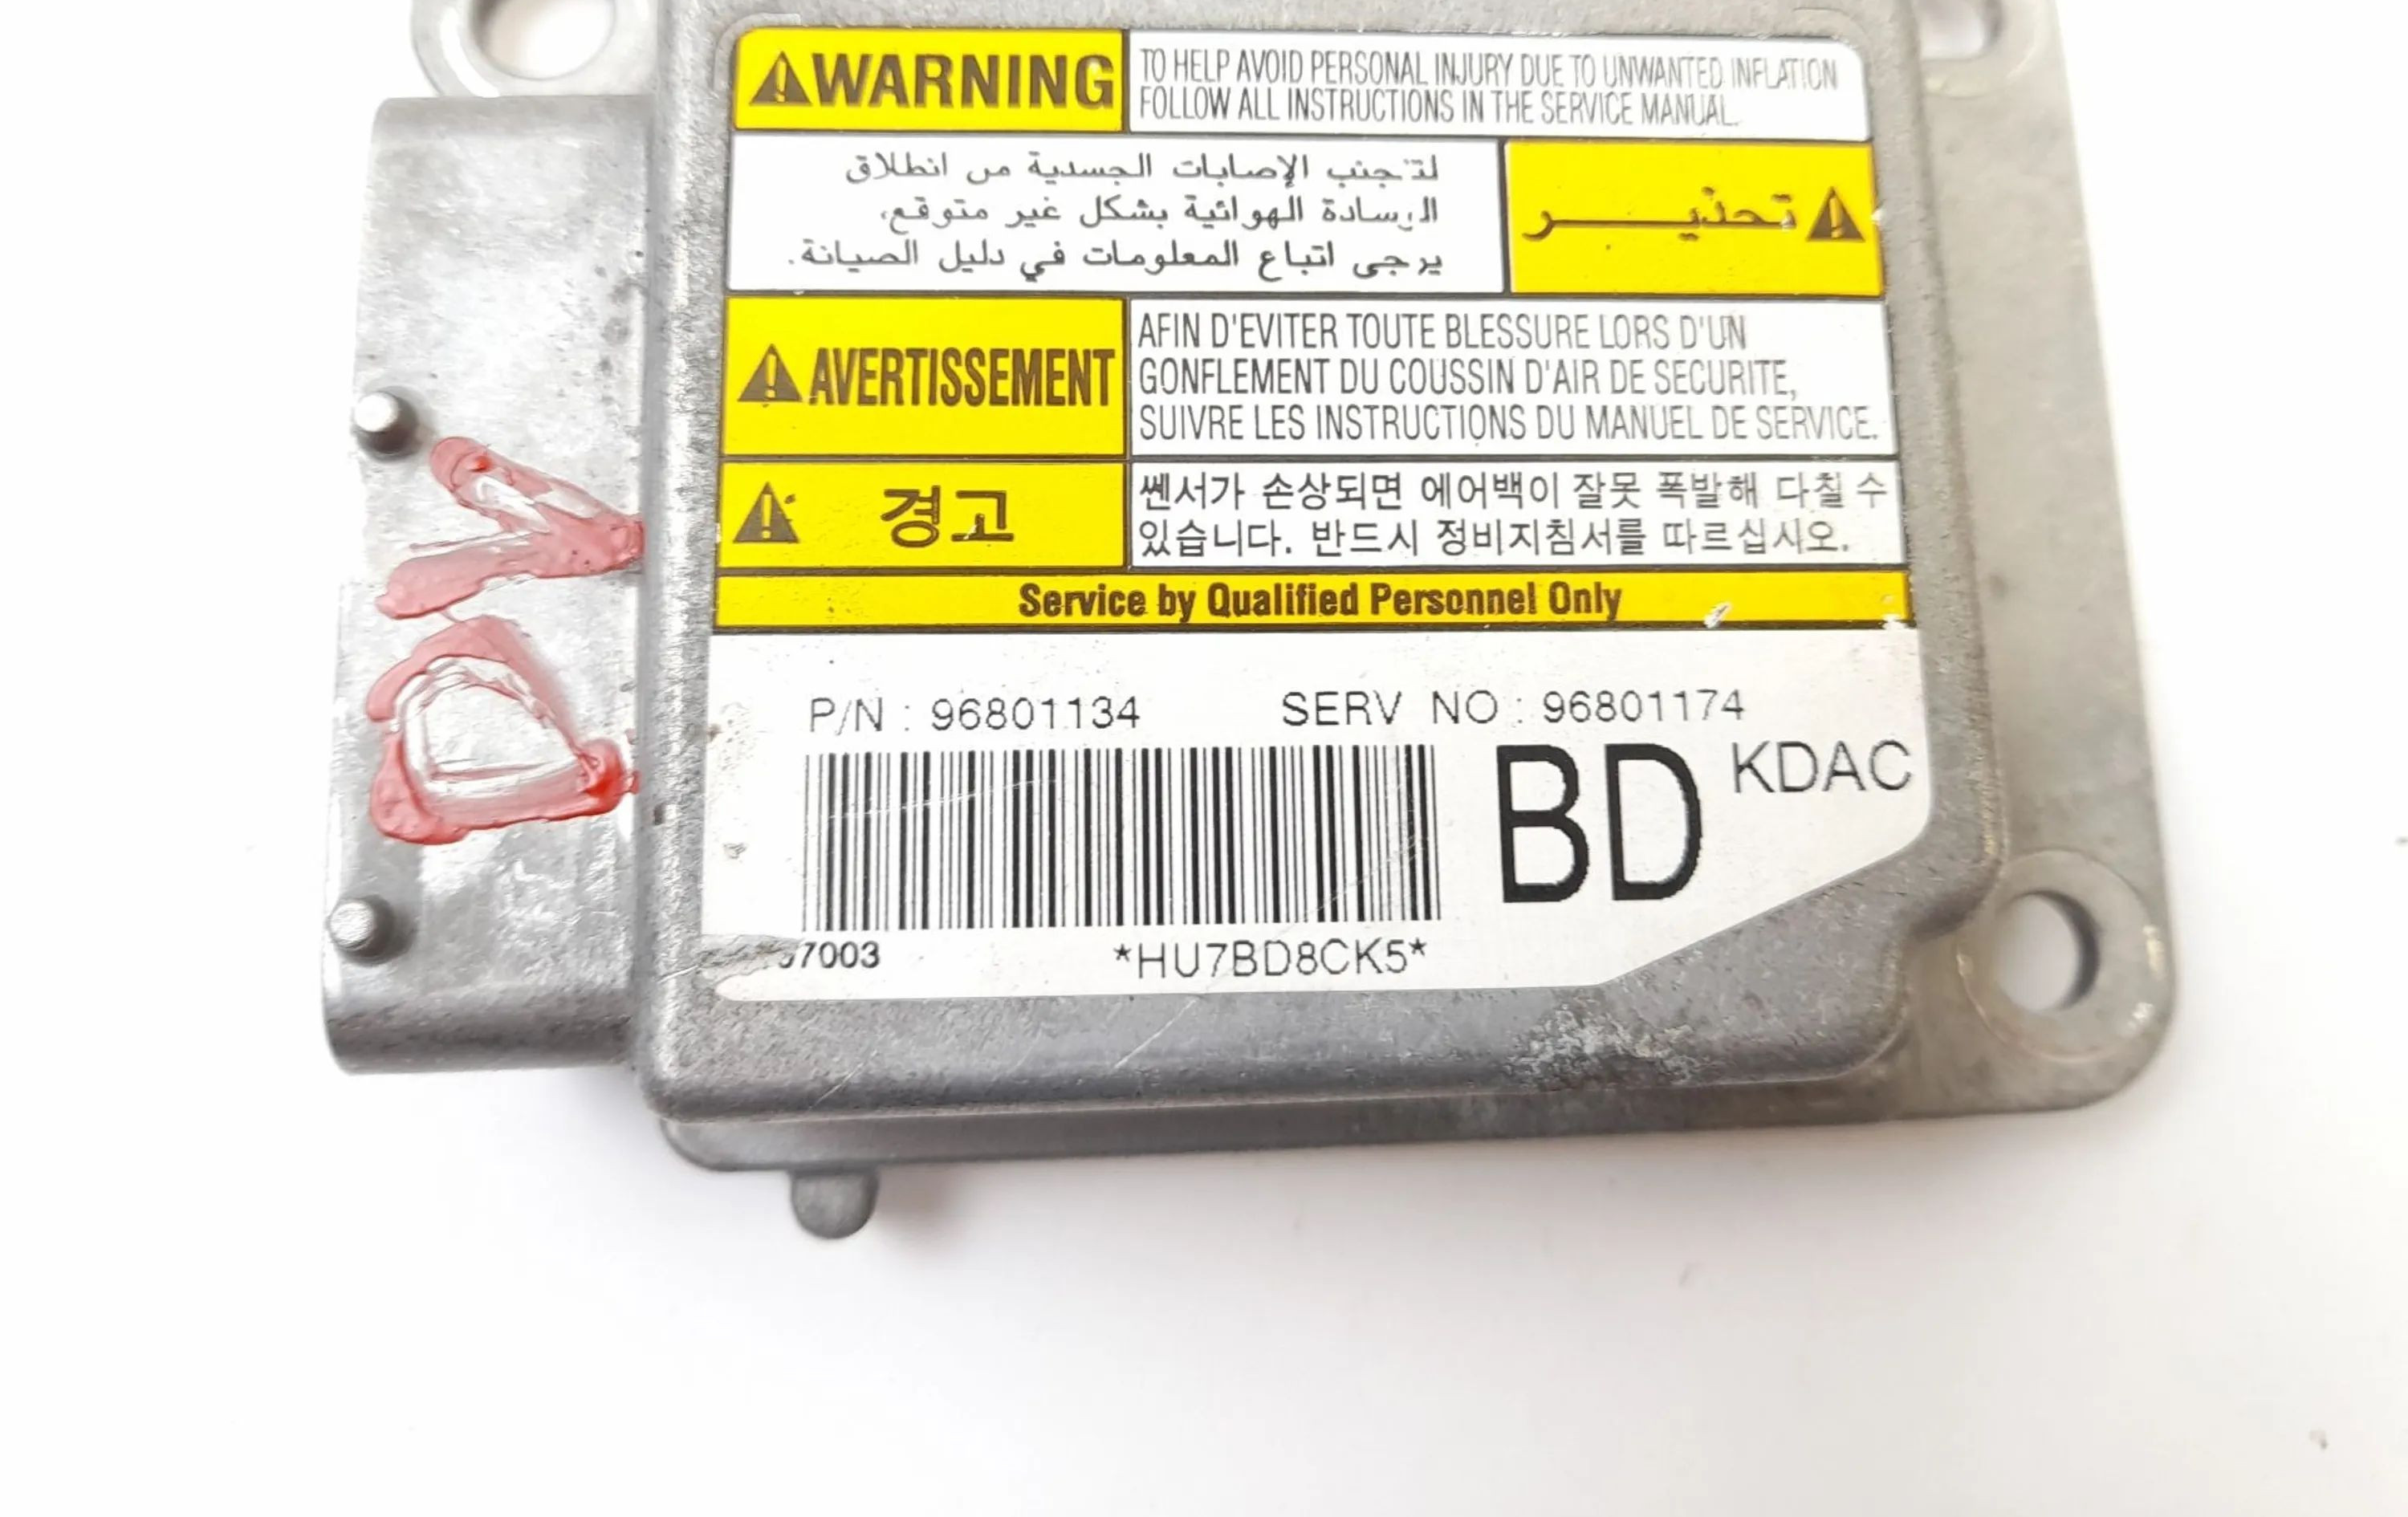 WARNING
TO HELP AVOID PERSONAL INJURY DUE TO UNWANTED INFLATION
FOLLOW ALL INSTRUCTIONS IN THE SERVICE MANUAL.
تحذيـــــر
لتجنب الإصابات الجسدية من انطلاق
الوسادة الهوائية بشكل غير متوقع،
يرجى اتباع المعلومات في دليل الصيانة.
AVERTISSEMENT
AFIN D'EVITER TOUTE BLESSURE LORS D'UN
GONFLEMENT DU COUSSIN D'AIR DE SECURITE,
SUIVRE LES INSTRUCTIONS DU MANUEL DE SERVICE.
경고
쎈서가 손상되면 에어백이 잘못 폭발해 다칠 수
있습니다. 반드시 정비지침서를 따르십시오.
Service by Qualified Personnel Only
P/N : 96801134 SERV NO : 96801174
BD KDAC
*HU7BD8CK5*